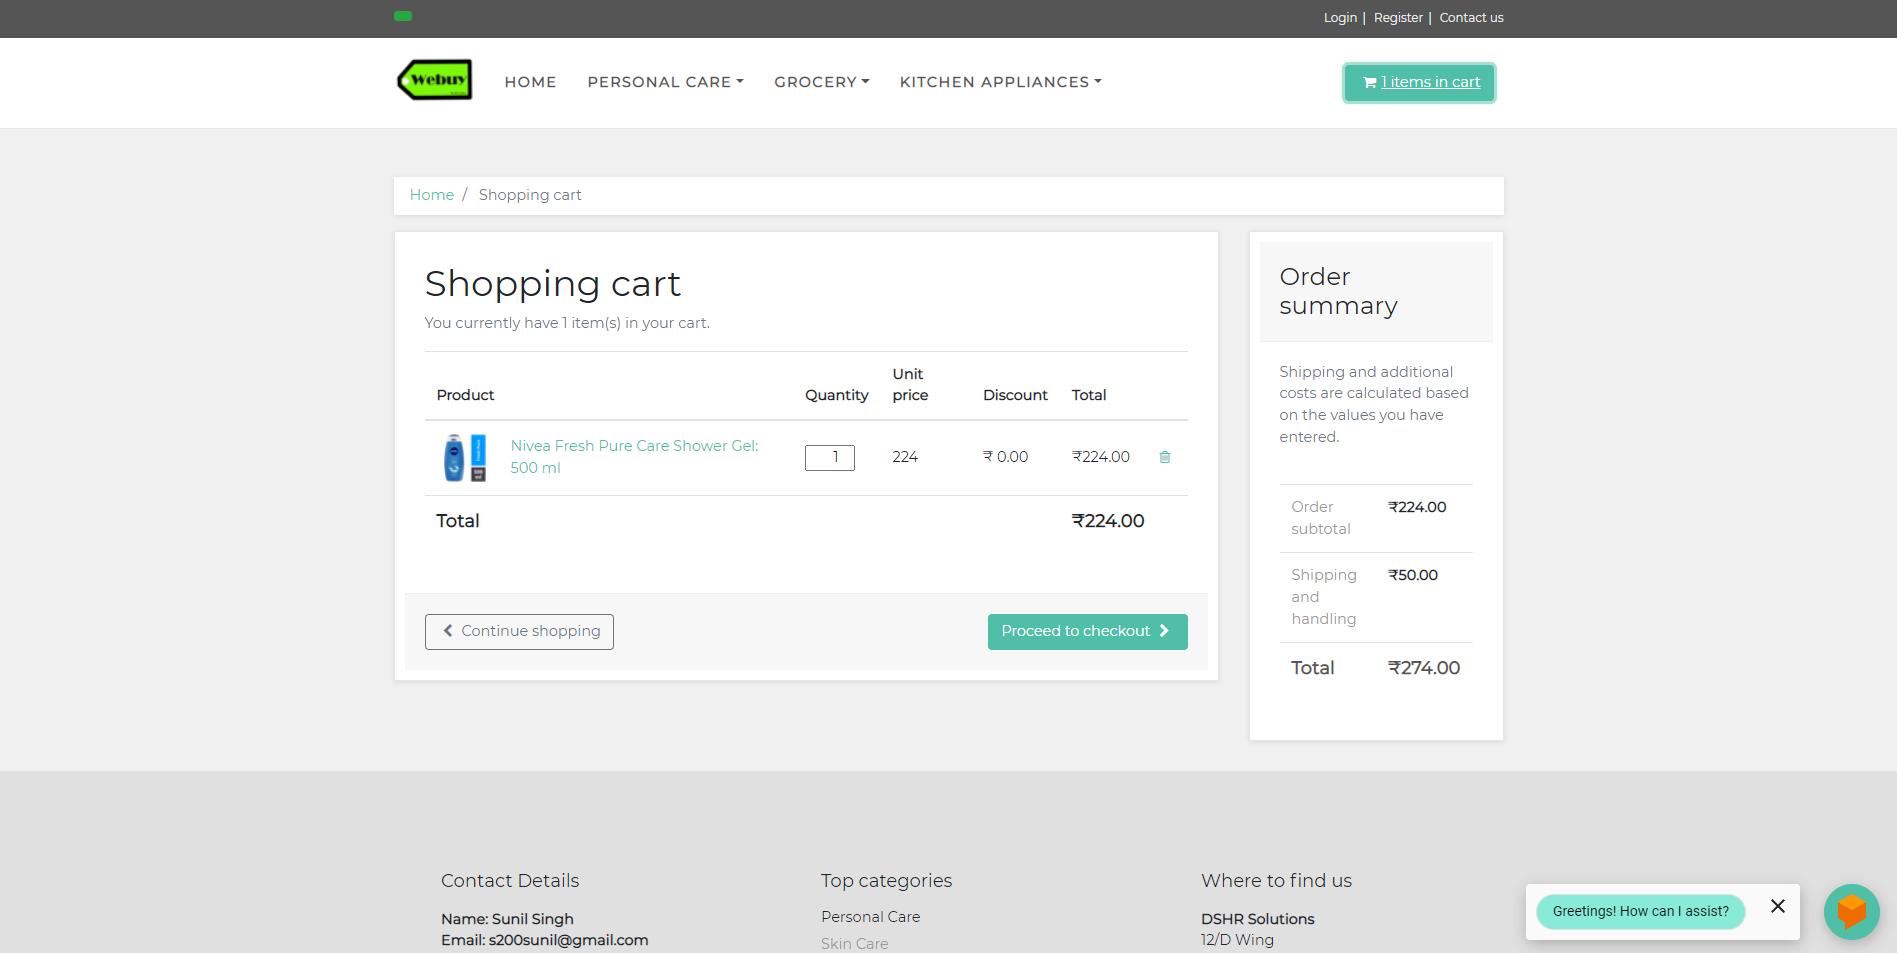 Login | Register | Contact us
Webuy
HOME PERSONAL CARE GROCERY KITCHEN APPLIANCES
1 items in cart
Home / Shopping cart
Shopping cart
You currently have 1 item(s) in your cart.
Product Quantity Unit price Discount Total
Nivea Fresh Pure Care Shower Gel:
500 ml
1 224 ₹ 0.00 ₹224.00
Total ₹224.00
Continue shopping
Proceed to checkout
Order
summary
Shipping and additional
costs are calculated based
on the values you have
entered.
Order
subtotal
₹224.00
Shipping
and
handling
₹50.00
Total ₹274.00
Contact Details
Name: Sunil Singh
Email: s200sunil@gmail.com
Top categories
Personal Care
Skin Care
Where to find us
DSHR Solutions
12/D Wing
Greetings! How can I assist?